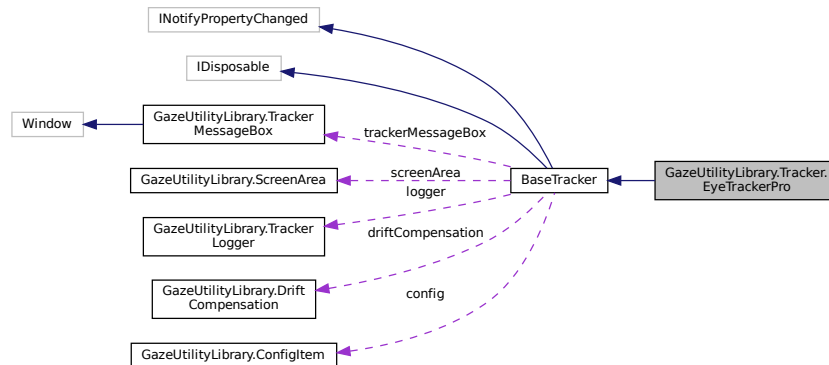 INotifyPropertyChanged
IDisposable
Window
GazeUtilityLibrary.Tracker
MessageBox
trackerMessageBox
GazeUtilityLibrary.ScreenArea
screenArea
BaseTracker
GazeUtilityLibrary.Tracker.
EyeTrackerPro
logger
GazeUtilityLibrary.Tracker
Logger
driftCompensation
GazeUtilityLibrary.Drift
Compensation
config
GazeUtilityLibrary.ConfigItem